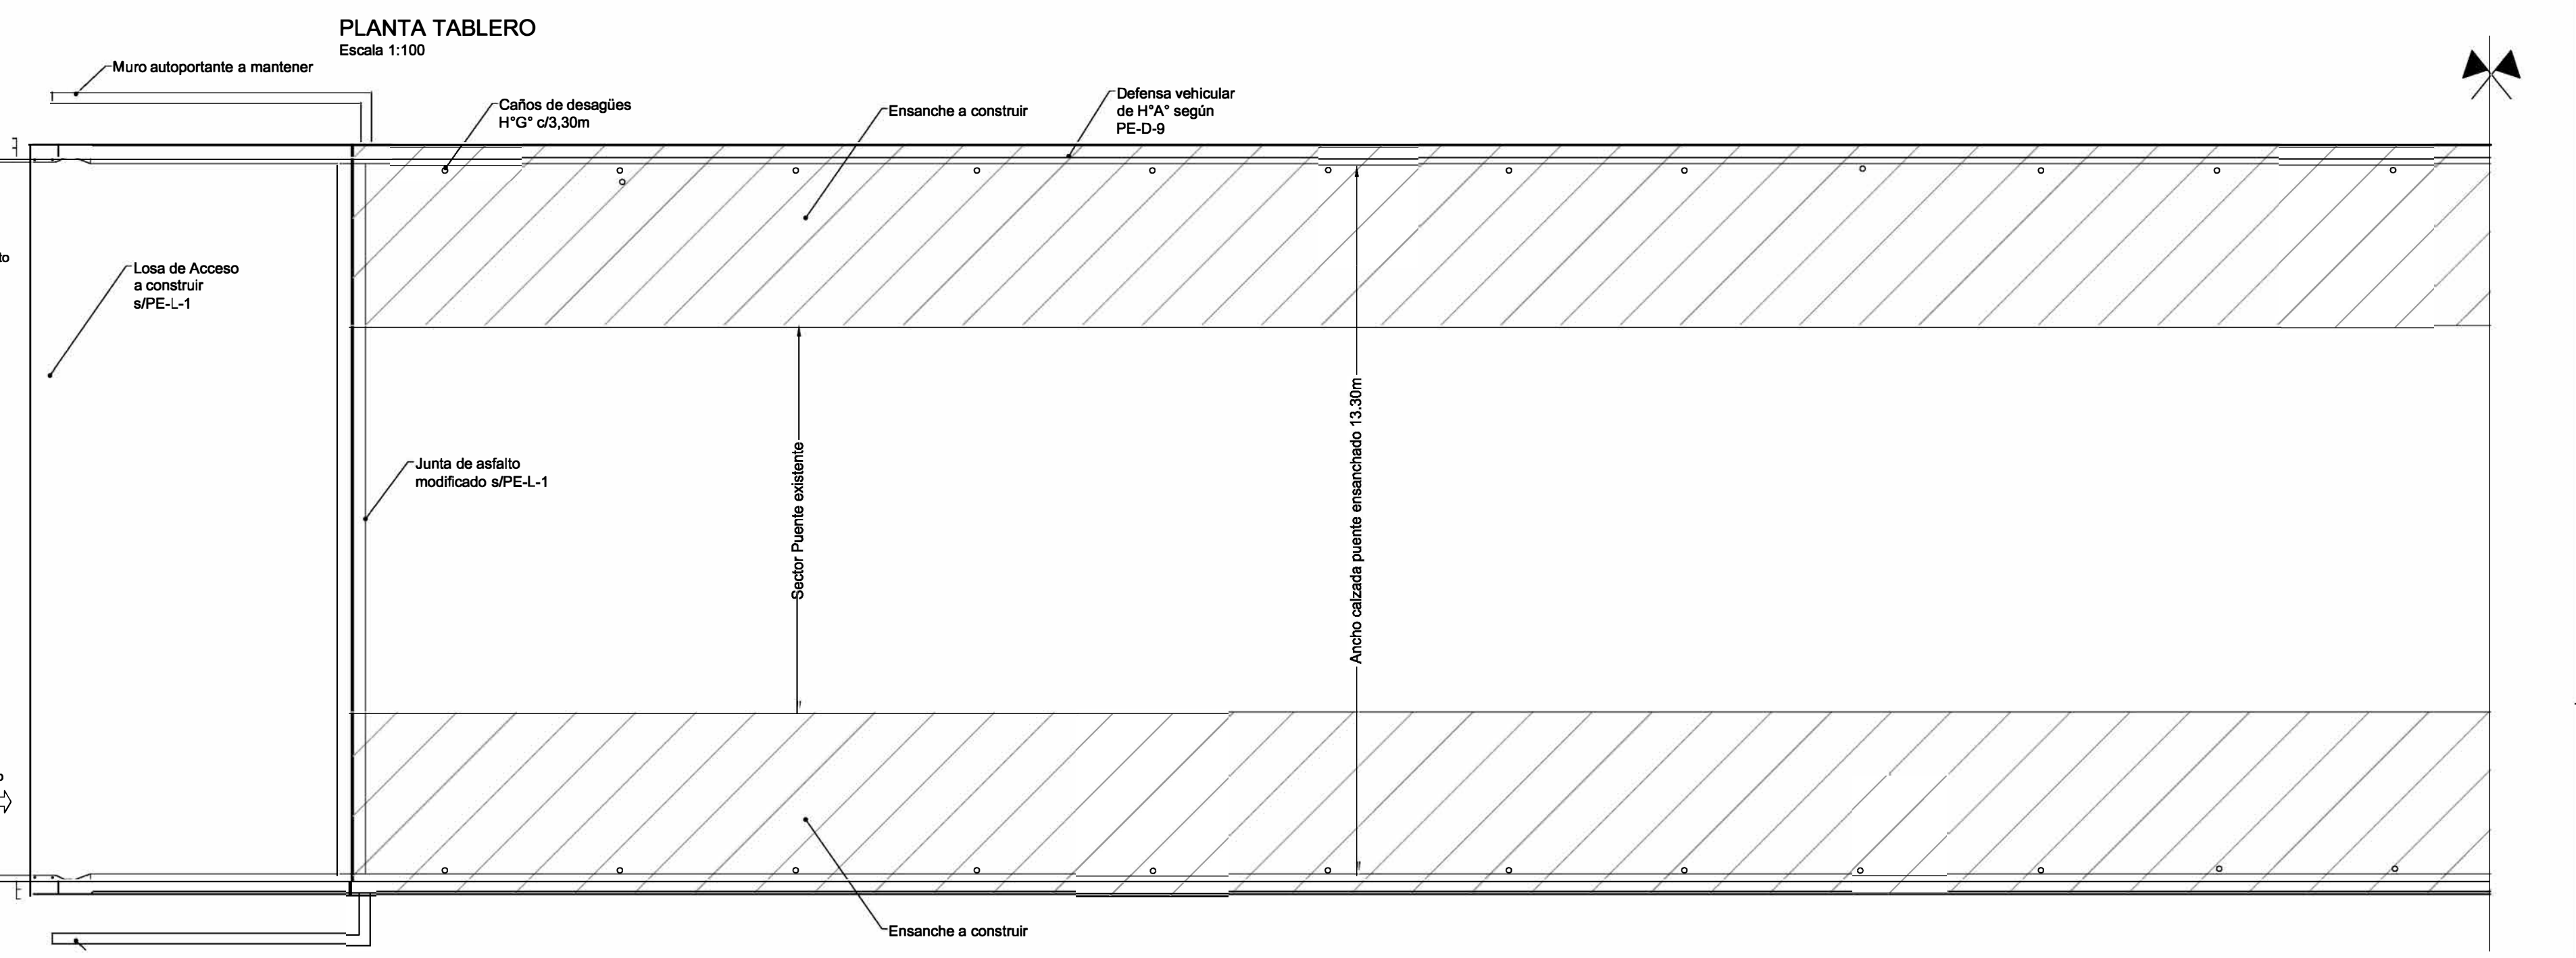 PLANTA TABLERO
Escala 1:100
Muro autoportante a mantener
Caños de desagües
H°G° c/3,30m
Ensanche a construir
Defensa vehicular
de H°A° según
PE-D-9
Losa de Acceso
a construir
s/PE-L-1
Junta de asfalto
modificado s/PE-L-1
Sector Puente existente
Ancho calzada puente ensanchado 13.30m
Ensanche a construir